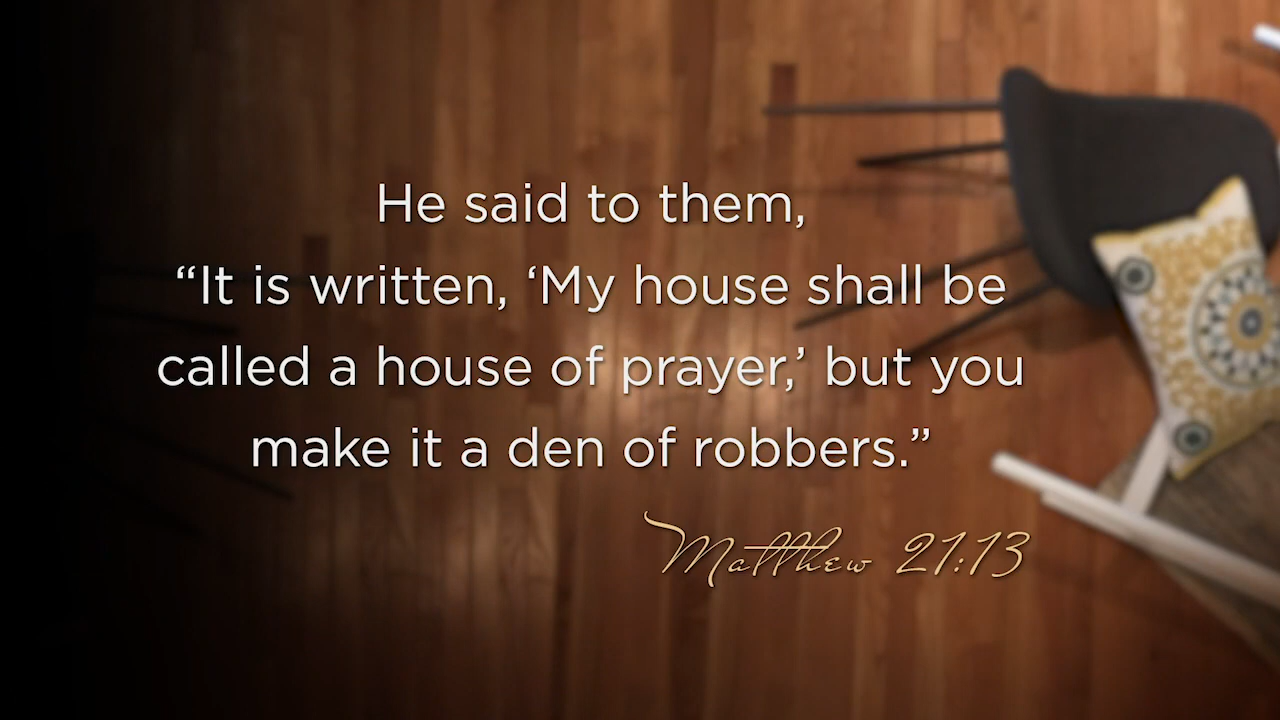 He said to them,
“It is written, ‘My house shall be
called a house of prayer,’ but you
make it a den of robbers.”
Matthew 21:13